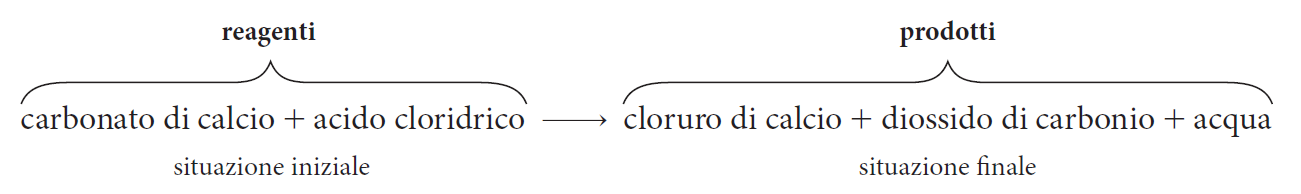 reagenti prodotti
carbonato di calcio + acido cloridrico ⟶ cloruro di calcio + diossido di carbonio + acqua
situazione iniziale situazione finale